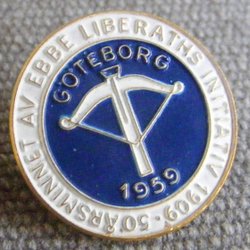 50 ÅRSMINNET AV EBBE LIBERATHS INITIATIV 1909 ·
GÖTEBORG
1959